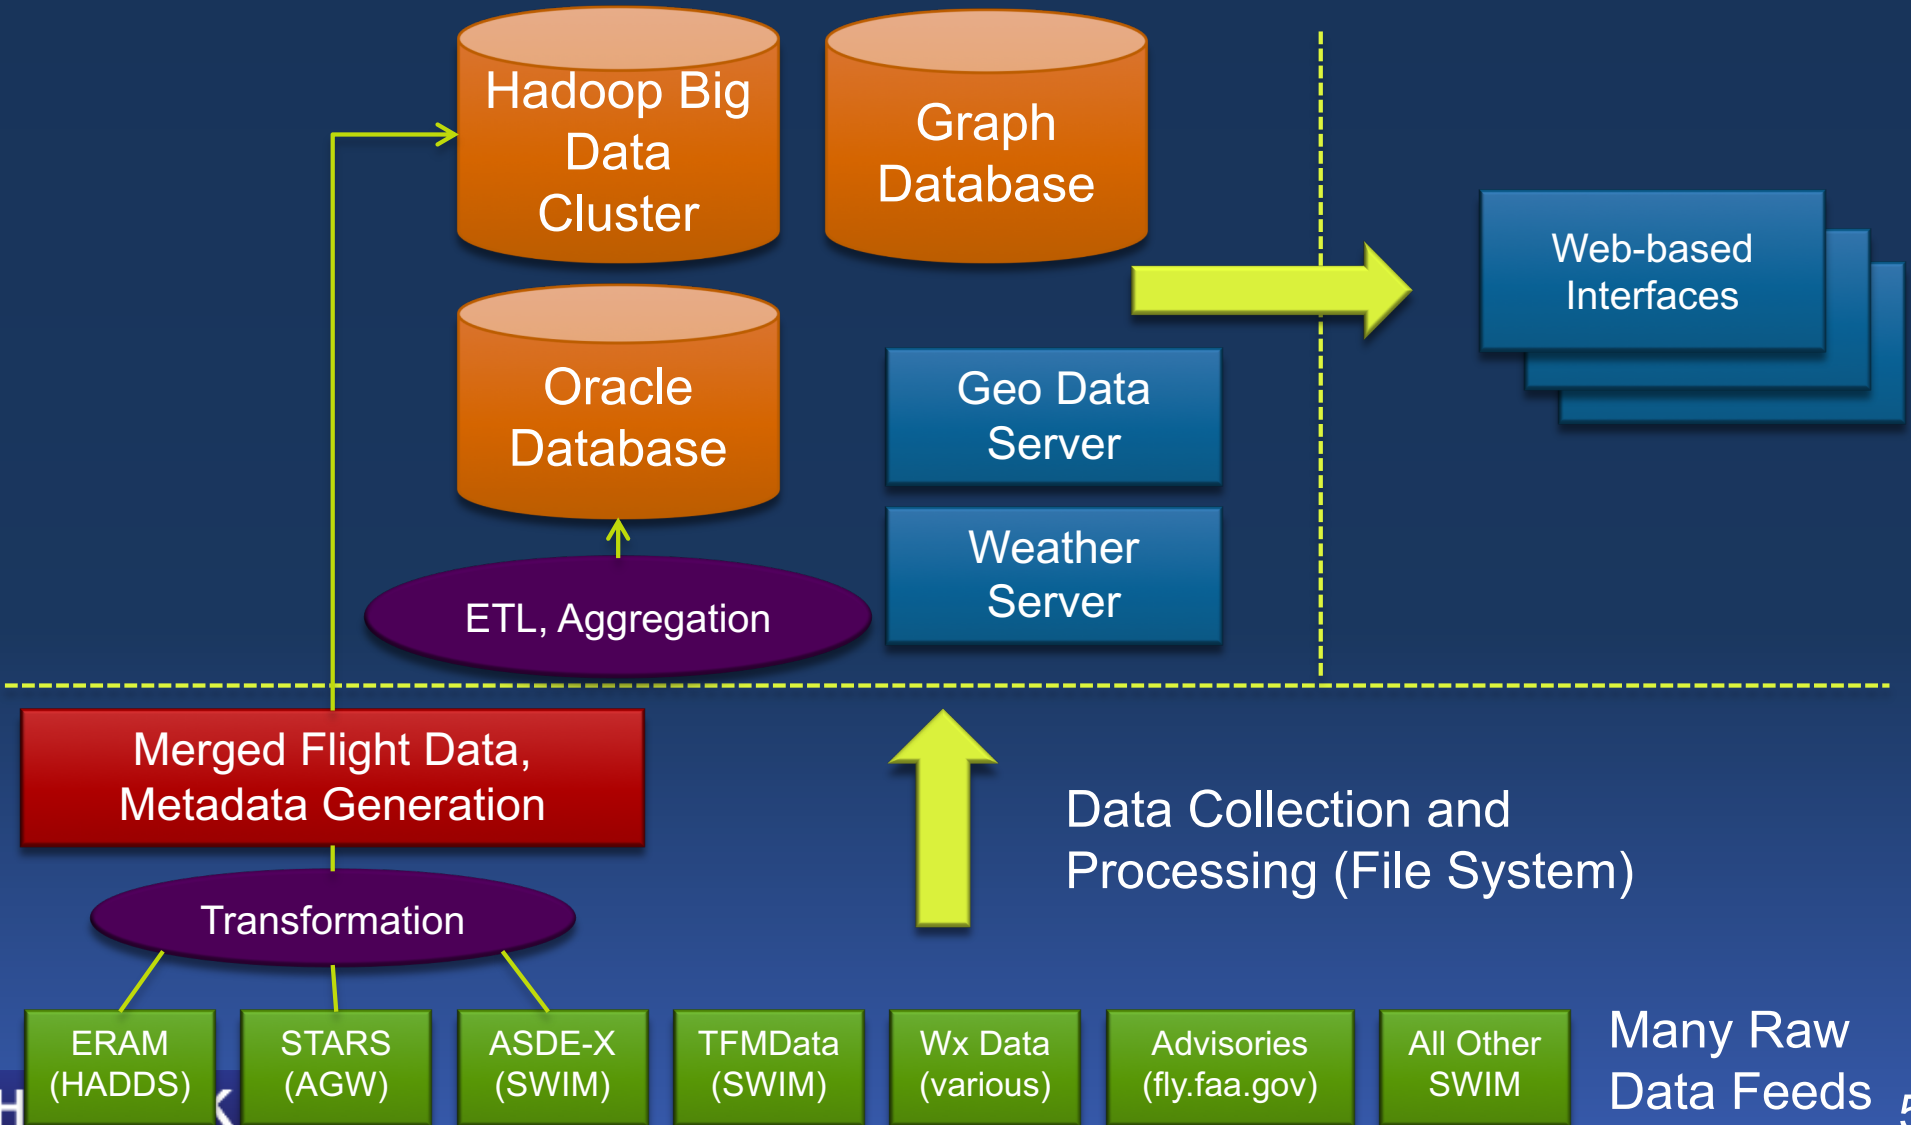 Hadoop Big
Data
Cluster
Graph
Database
Web-based
Interfaces
Oracle
Database
Geo Data
Server
Weather
Server
ETL, Aggregation
Merged Flight Data,
Metadata Generation
Data Collection and
Processing (File System)
Transformation
ERAM
(HADDS)
STARS
(AGW)
ASDE-X
(SWIM)
TFMData
(SWIM)
Wx Data
(various)
Advisories
(fly.faa.gov)
All Other
SWIM
Many Raw
Data Feeds